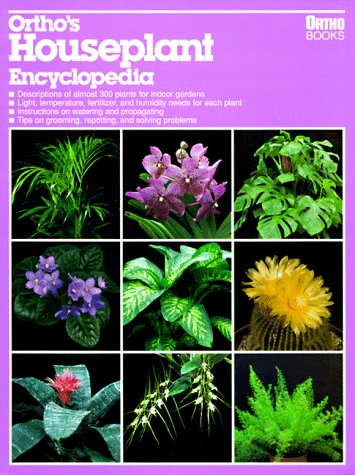 Ortho's
Houseplant
Encyclopedia
ORTHO
BOOKS
■ Descriptions of almost 300 plants for indoor gardens
■ Light, temperature, fertilizer, and humidity needs for each plant
■ Instructions on watering and propagating
■ Tips on grooming, repotting, and solving problems